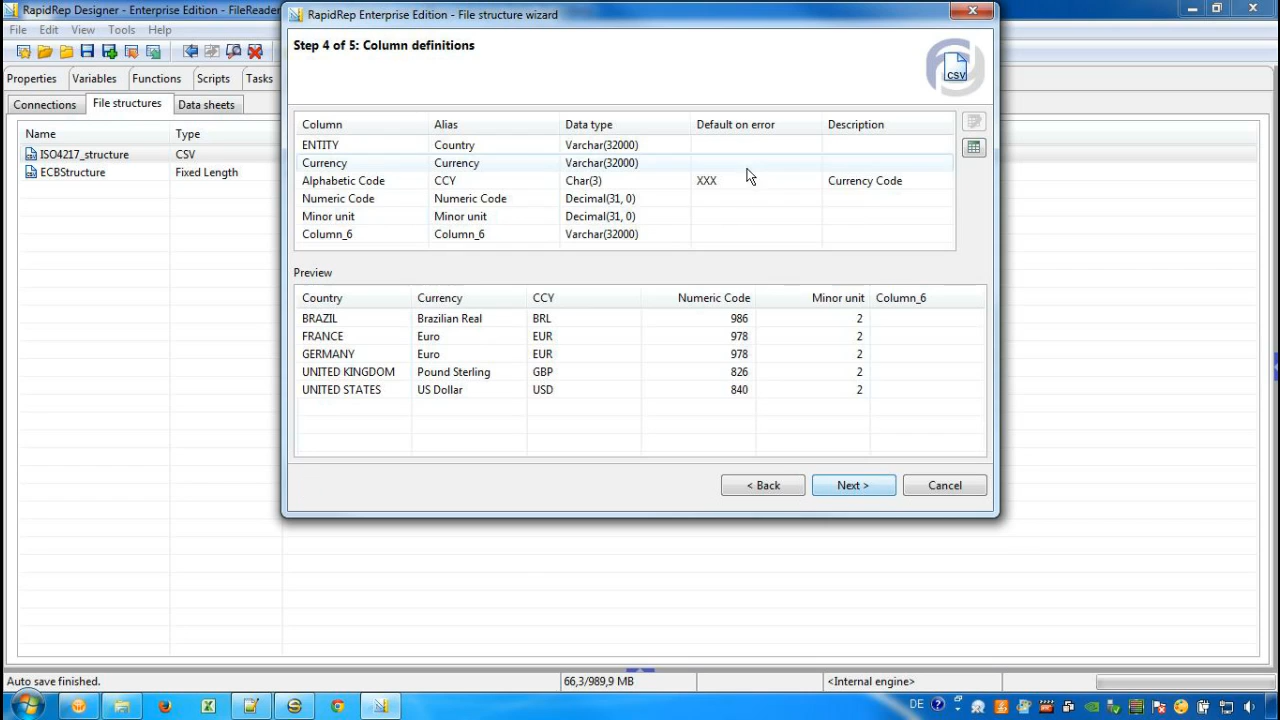 RapidRep Designer - Enterprise Edition - FileReader
File Edit View Tools Help
Properties Variables Functions Scripts Tasks
Connections File structures Data sheets
Name Type
ISO4217_structure CSV
ECBStructure Fixed Length
RapidRep Enterprise Edition - File structure wizard
Step 4 of 5: Column definitions
CSV
Column Alias Data type Default on error Description
ENTITY Country Varchar(32000)
Currency Currency Varchar(32000)
Alphabetic Code CCY Char(3) XXX Currency Code
Numeric Code Numeric Code Decimal(31, 0)
Minor unit Minor unit Decimal(31, 0)
Column_6 Column_6 Varchar(32000)
Preview
Country Currency CCY Numeric Code Minor unit Column_6
BRAZIL Brazilian Real BRL 986 2
FRANCE Euro EUR 978 2
GERMANY Euro EUR 978 2
UNITED KINGDOM Pound Sterling GBP 826 2
UNITED STATES US Dollar USD 840 2
< Back Next > Cancel
Auto save finished. 66,3/989,9 MB <Internal engine>
DE